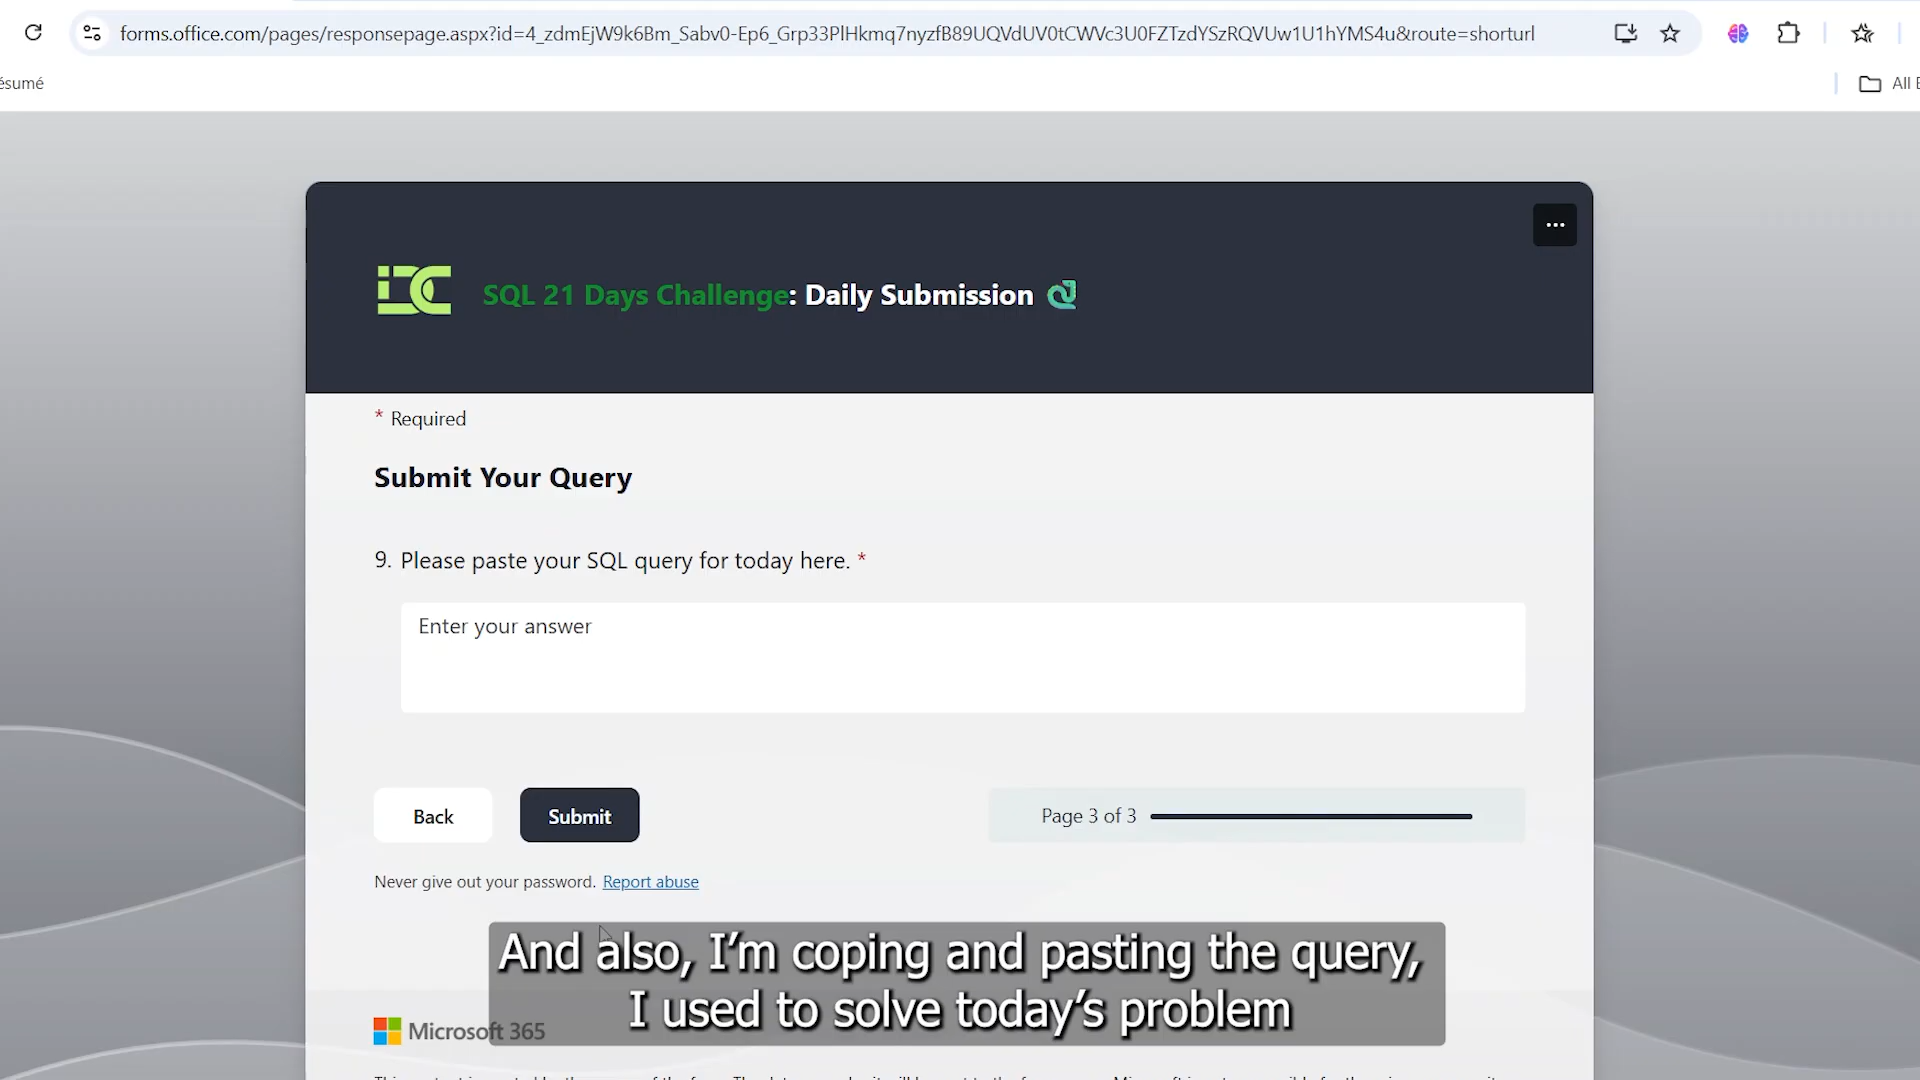 forms.office.com/pages/responsepage.aspx?id=4_zdmEjW9k6Bm_Sabv0-Ep6_Grp33PlHkmq7nyzfB89UQVdUV0tCWVc3U0FZTzdYSzRQVUw1U1hYMS4u&route=shorturl
ésumé
All
SQL 21 Days Challenge: Daily Submission
* Required
Submit Your Query
9. Please paste your SQL query for today here. *
Enter your answer
Back
Submit
Page 3 of 3
Never give out your password. Report abuse
And also, I’m coping and pasting the query,
I used to solve today’s problem
Microsoft 365